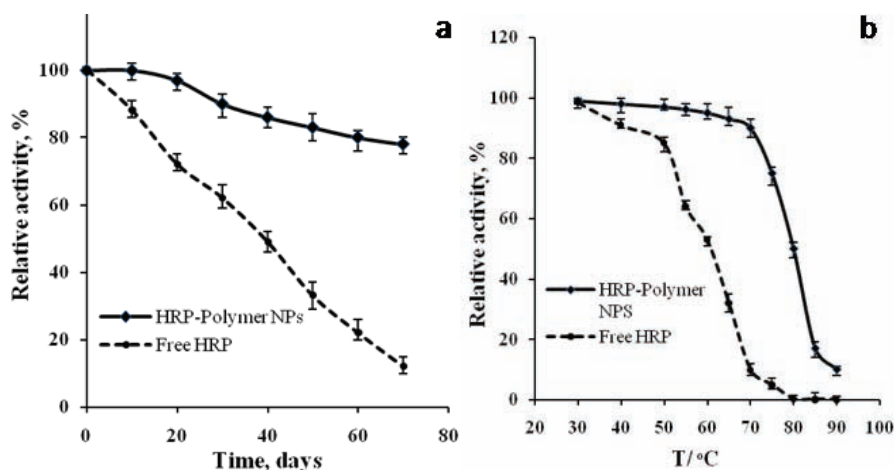 a
Relative activity, %
100
80
60
40
20
0
HRP-Polymer NPs
Free HRP
0
20
40
60
80
Time, days
b
Relative activity, %
120
100
80
60
40
20
0
HRP-Polymer
NPS
Free HRP
20
30
40
50
60
70
80
90
100
T/ °C